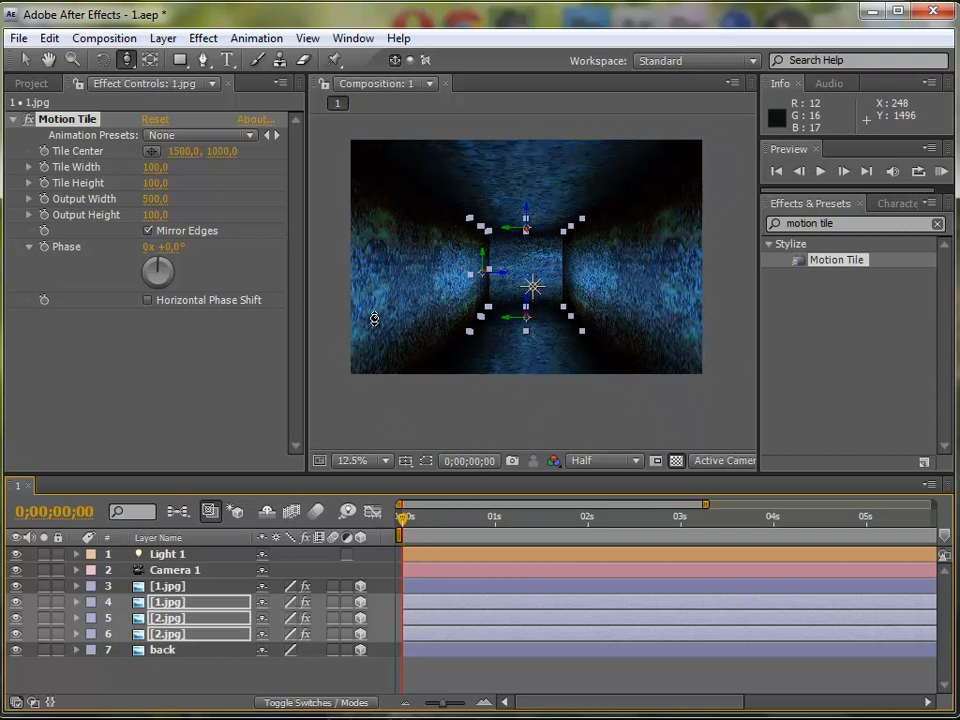 Adobe After Effects - 1.aep *
File Edit Composition Layer Effect Animation View Window Help
Workspace: Standard Search Help
Project Effect Controls: 1.jpg Composition: 1 Info Audio
1 • 1.jpg
1
R : 12 X : 248
G : 16 Y : 1496
B : 17
fx Motion Tile Reset About...
Animation Presets: None
Tile Center 1500,0, 1000,0
Tile Width 100,0
Tile Height 100,0
Output Width 500,0
Output Height 100,0
Mirror Edges
Phase 0x +0,0°
Horizontal Phase Shift
Preview
Effects & Presets Characte
motion tile
Stylize
Motion Tile
12.5% 0;00;00;00 Half Active Camer
1
0;00;00;00
01s 02s 03s 04s 05s
# Layer Name
1 Light 1
2 Camera 1
3 [1.jpg] fx
4 [1.jpg] fx
5 [2.jpg] fx
6 [2.jpg] fx
7 back
Toggle Switches / Modes